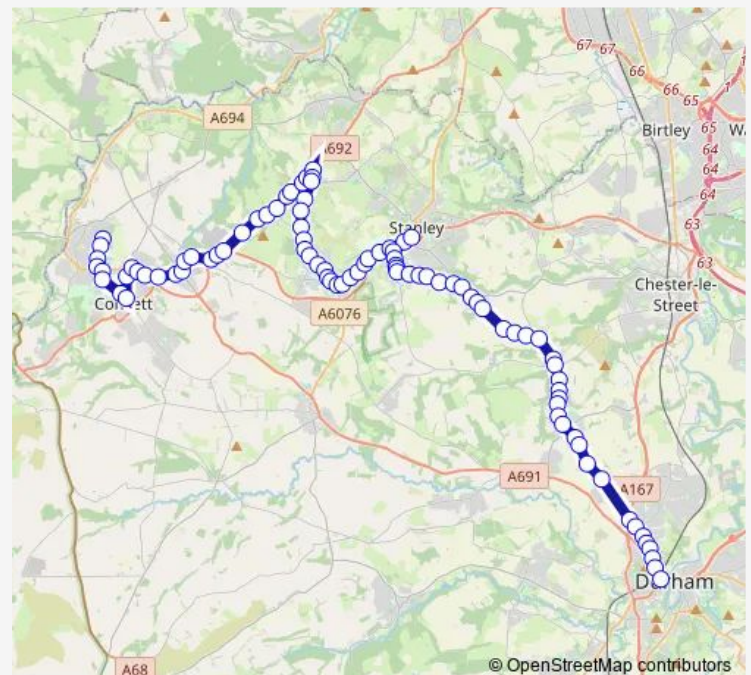 67
67
66
66
65
A694
A692
Birtley
65
64
64
64
Stanley
63
63
Chester-le-
Street
A6076
A691
A167
Durham
A68
© OpenStreetMap contributors